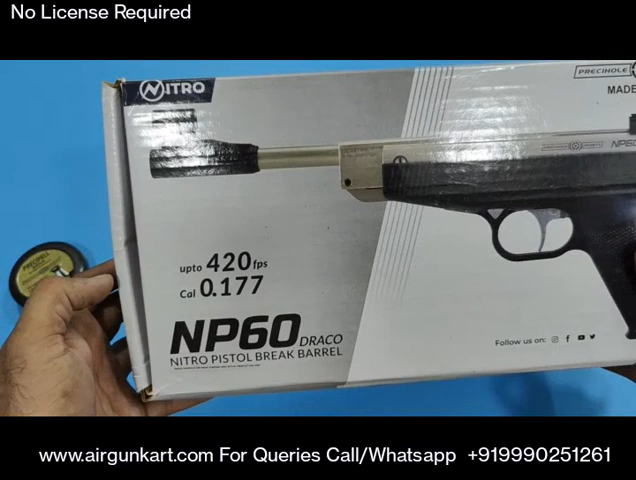 No License Required
NITRO
PRECIHOLE
MADE
NP60
upto 420 fps
Cal 0.177
NP60 DRACO
NITRO PISTOL BREAK BARREL
Follow us on:
www.airgunkart.com For Queries Call/Whatsapp +919990251261